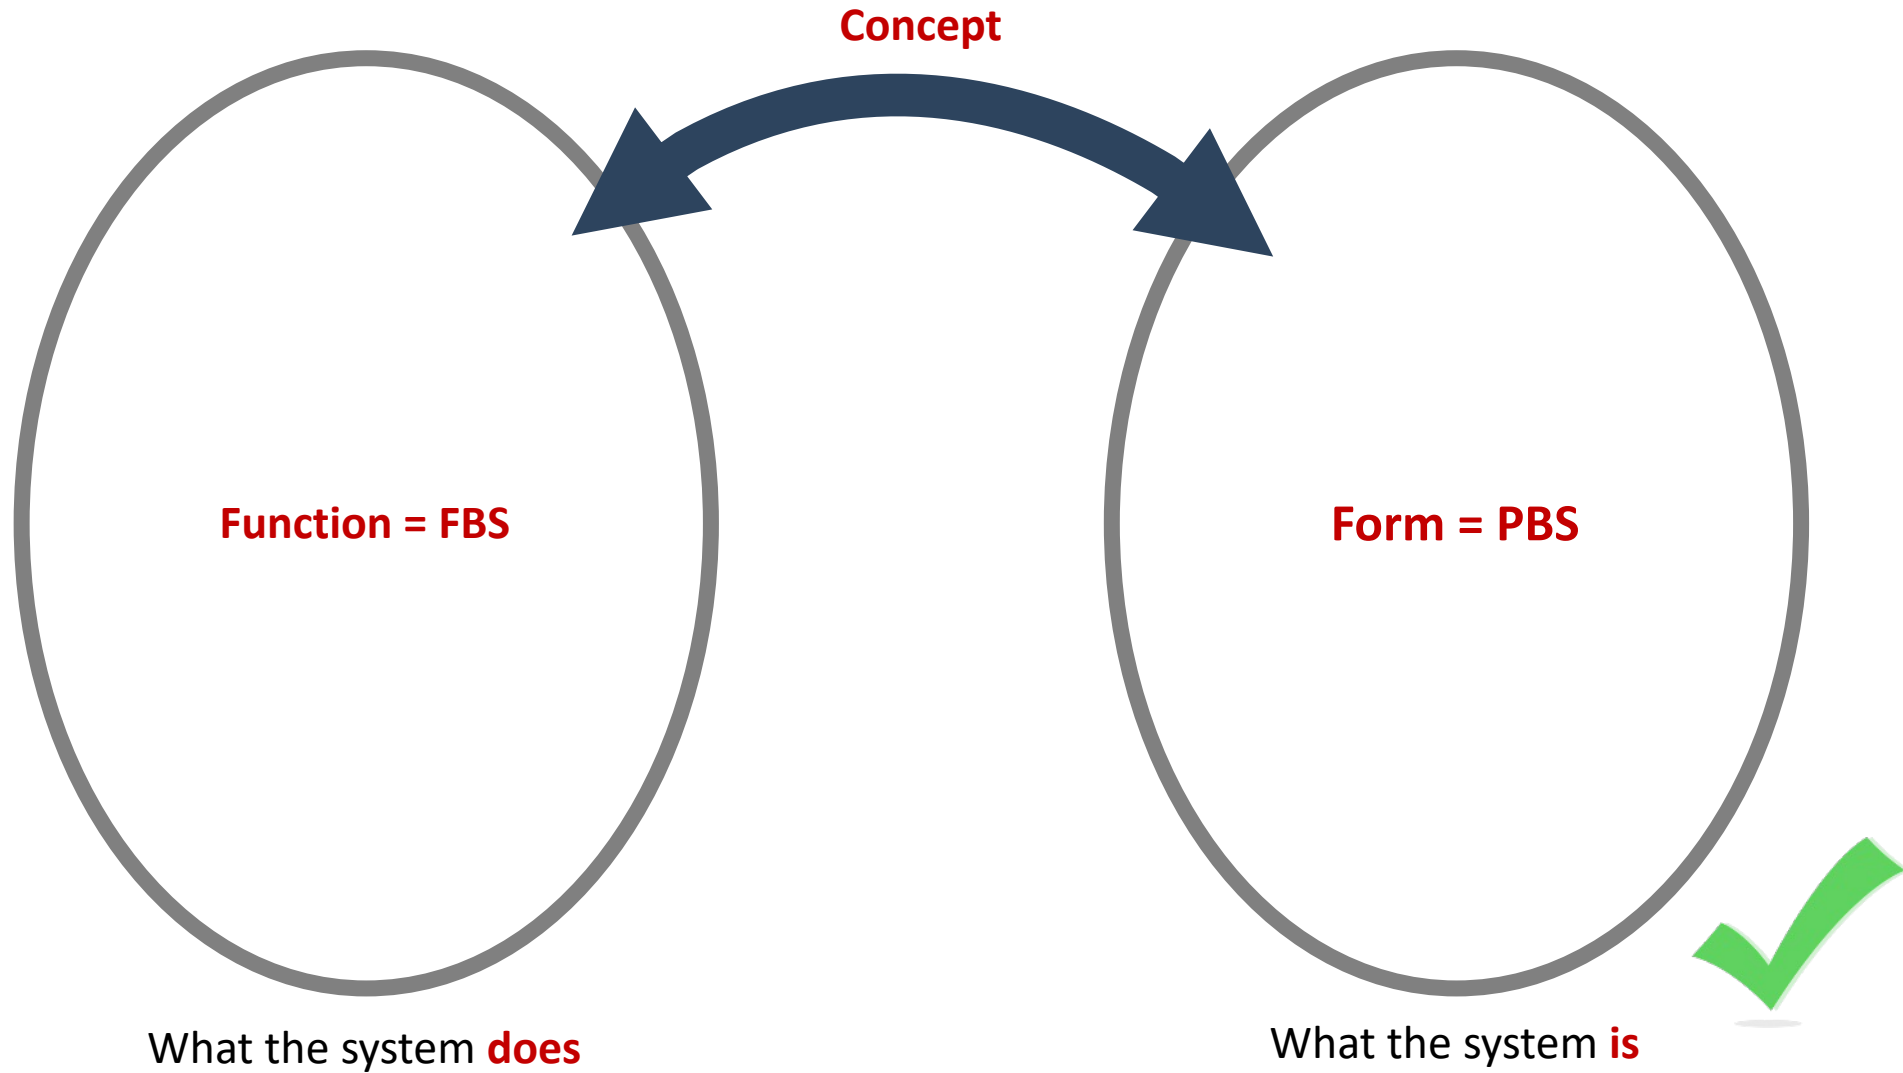 Concept
Function = FBS
Form = PBS
What the system does
What the system is